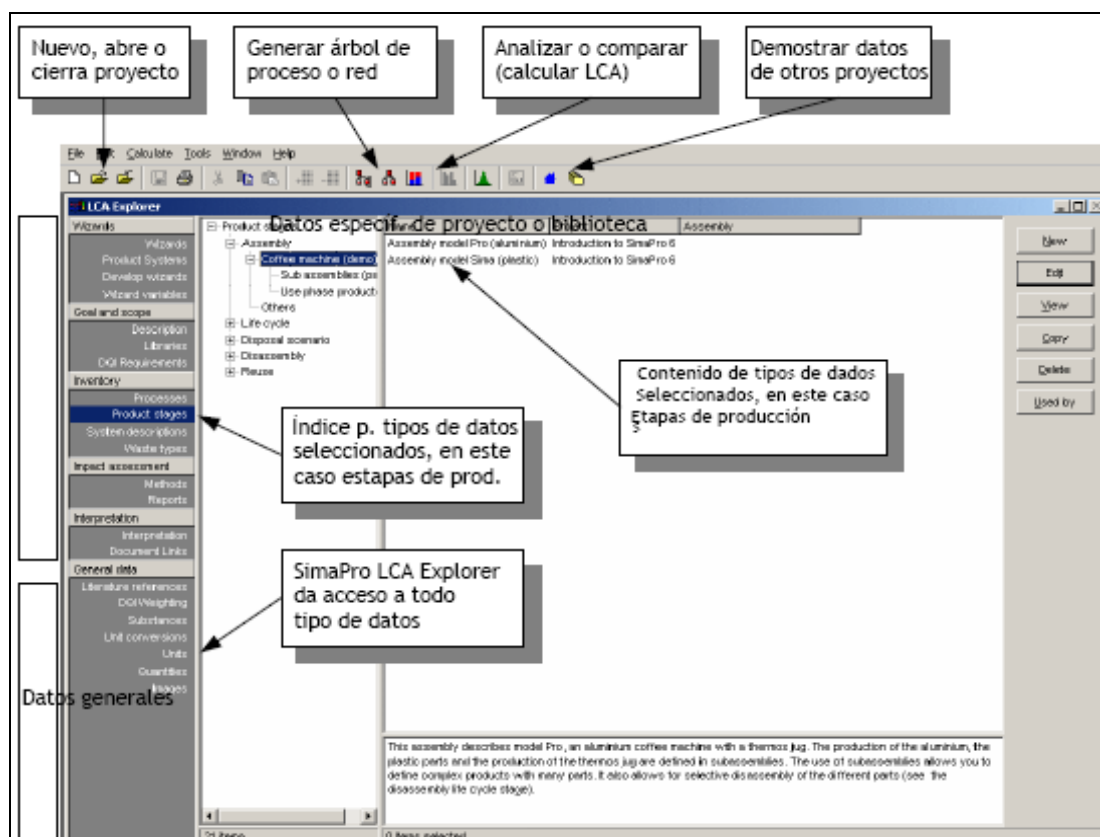 Nuevo, abre o
cierra proyecto
Generar árbol de
proceso o red
Analizar o comparar
(calcular LCA)
Demostrar datos
de otros proyectos
File Calculate Tools Window Help
LCA Explorer
Datos específ. de proyecto o biblioteca
Assembly
Wizards
Wizards
Product Systems
Develop wizards
Wizard variables
Goal and scope
Description
Libraries
DQI Requirements
Inventory
Processes
Product stages
System descriptions
Waste types
Impact assessment
Methods
Reports
Interpretation
Interpretation
Document Links
General data
Literature references
DQI Weighting
Substances
Unit conversions
Units
Quantities
Images
Datos generales
Product stages
Assembly
Coffee machine (demo)
Sub assemblies (pa
Use phase product
Others
Life cycle
Disposal scenario
Disassembly
Reuse
Assembly model Pro (aluminium) Introduction to SimaPro 6
Assembly model Sima (plastic) Introduction to SimaPro 6
New
Edit
View
Copy
Delete
Used by
Contenido de tipos de dados
Seleccionados, en este caso
Etapas de producción
Índice p. tipos de datos
seleccionados, en este
caso estapas de prod.
SimaPro LCA Explorer
da acceso a todo
tipo de datos
This assembly describes model Pro, an aluminium coffee machine with a thermos jug. The production of the aluminium, the
plastic parts and the production of the thermos jug are defined in subassemblies. The use of subassemblies allows you to
define complex products with many parts. It also allows for selective disassembly of the different parts (see the
disassembly life cycle stage).
21 items
0 items selected